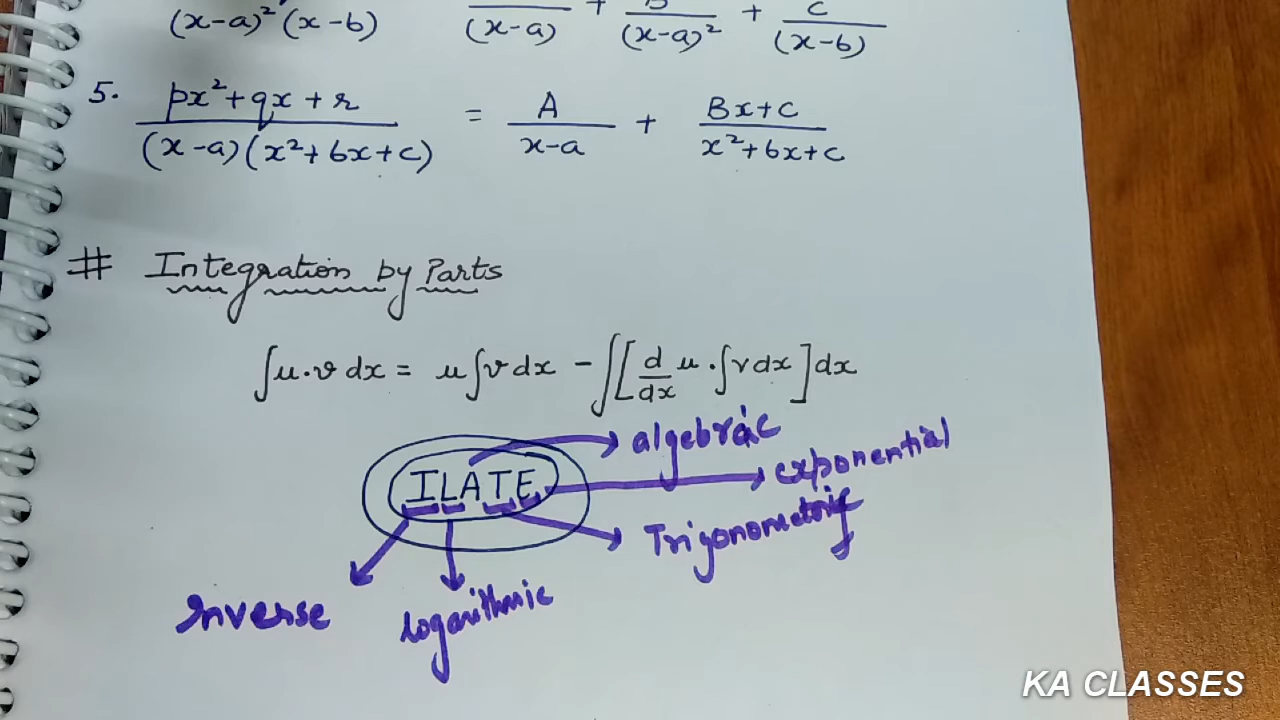 (x-a)² (x-b) (x-a) + B (x-a)² + C (x-b)
5. px²+qx+r / (x-a)(x²+bx+c) = A / x-a + Bx+C / x²+bx+c
# Integration by Parts
∫u.v dx = u∫v dx - ∫[d/dx u . ∫v dx] dx
algebraic
ILATE
exponential
Trigonometric
Inverse
logarithmic
KA CLASSES